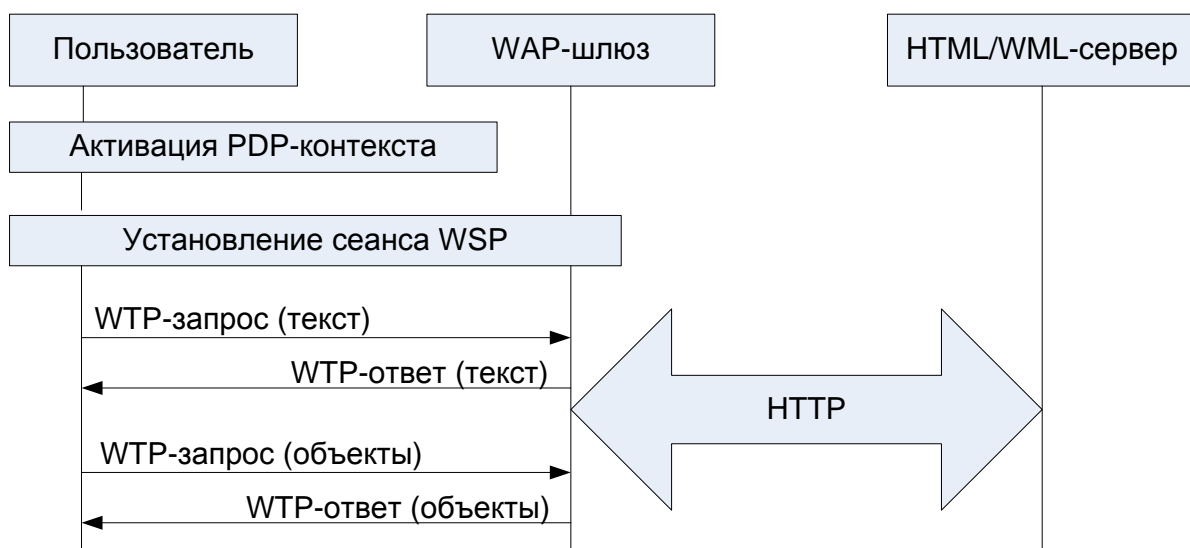 Пользователь
WAP-шлюз
HTML/WML-сервер
Активация PDP-контекста
Установление сеанса WSP
WTP-запрос (текст)
WTP-ответ (текст)
HTTP
WTP-запрос (объекты)
WTP-ответ (объекты)